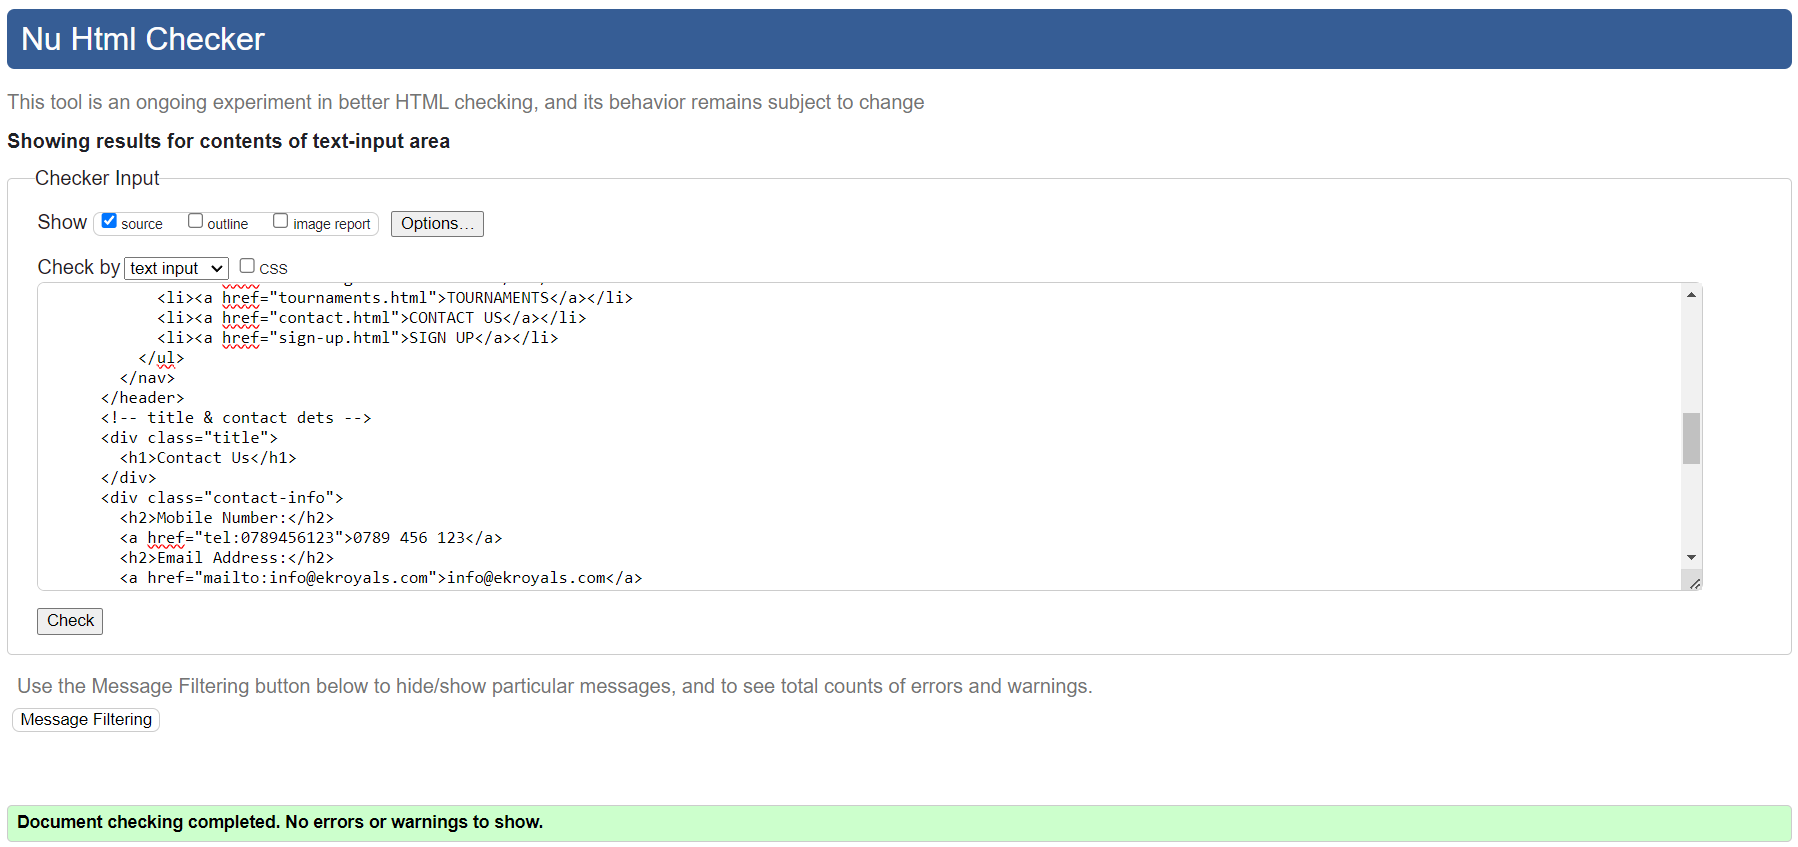 Nu Html Checker
This tool is an ongoing experiment in better HTML checking, and its behavior remains subject to change
Showing results for contents of text-input area
Checker Input
Show source outline image report Options...
Check by text input CSS
<li><a href="tournaments.html">TOURNAMENTS</a></li>
<li><a href="contact.html">CONTACT US</a></li>
<li><a href="sign-up.html">SIGN UP</a></li>
</ul>
</nav>
</header>
<!-- title & contact dets -->
<div class="title">
<h1>Contact Us</h1>
</div>
<div class="contact-info">
<h2>Mobile Number:</h2>
<a href="tel:0789456123">0789 456 123</a>
<h2>Email Address:</h2>
<a href="mailto:info@ekroyals.com">info@ekroyals.com</a>
Check
Use the Message Filtering button below to hide/show particular messages, and to see total counts of errors and warnings.
Message Filtering
Document checking completed. No errors or warnings to show.